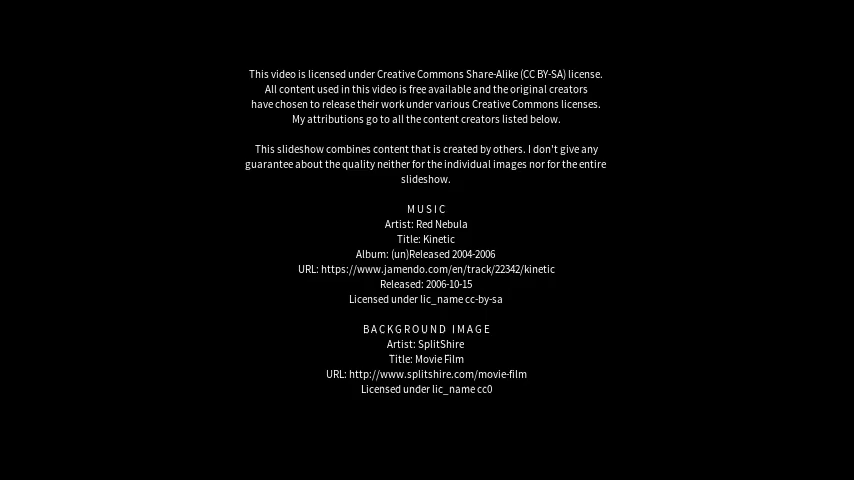 This video is licensed under Creative Commons Share-Alike (CC BY-SA) license.
All content used in this video is free available and the original creators
have chosen to release their work under various Creative Commons licenses.
My attributions go to all the content creators listed below.
This slideshow combines content that is created by others. I don't give any
guarantee about the quality neither for the individual images nor for the entire
slideshow.
MUSIC
Artist: Red Nebula
Title: Kinetic
Album: (un)Released 2004-2006
URL: https://www.jamendo.com/en/track/22342/kinetic
Released: 2006-10-15
Licensed under lic_name cc-by-sa
BACKGROUND IMAGE
Artist: SplitShire
Title: Movie Film
URL: http://www.splitshire.com/movie-film
Licensed under lic_name cc0